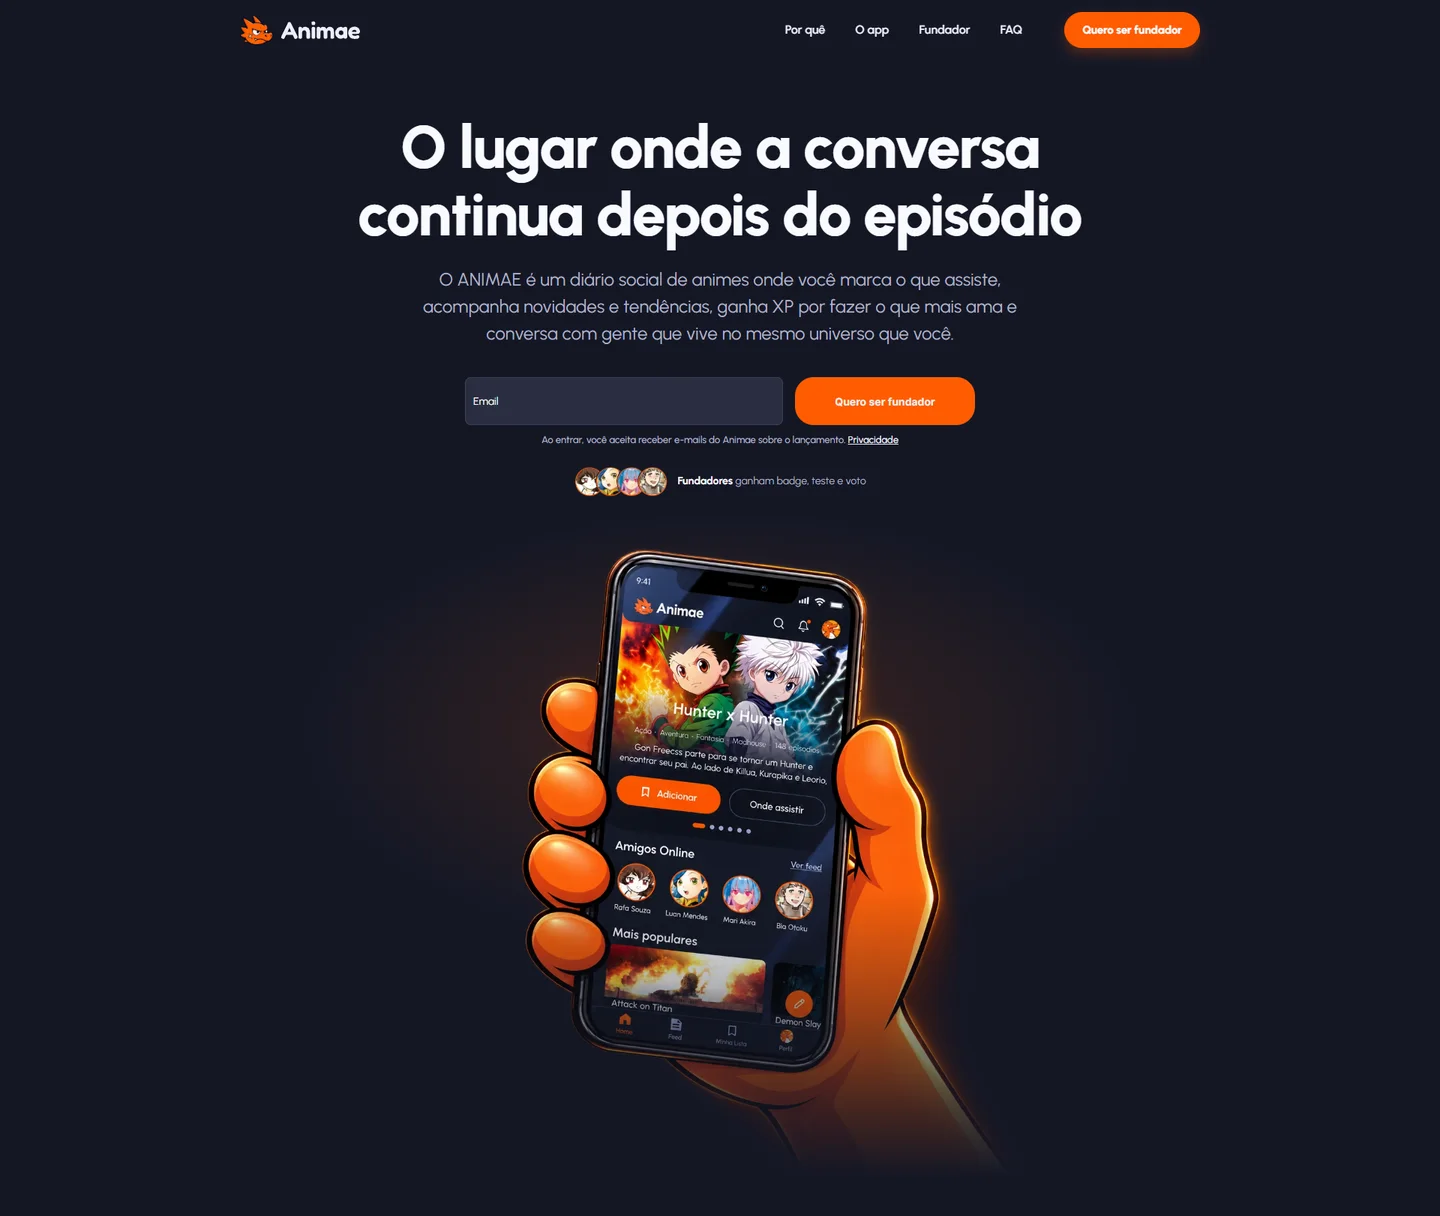 Animae
Por quê
O app
Fundador
FAQ
Quero ser fundador
O lugar onde a conversa
continua depois do episódio
O ANIMAE é um diário social de animes onde você marca o que assiste,
acompanha novidades e tendências, ganha XP por fazer o que mais ama e
conversa com gente que vive no mesmo universo que você.
Email
Quero ser fundador
Ao entrar, você aceita receber e-mails do Animae sobre o lançamento. Privacidade
Fundadores ganham badge, teste e voto
9:41
Animae
Hunter x Hunter
Ação · Aventura · Fantasia · Madhouse · 148 episódios
Gon Freecss parte para se tornar um Hunter e
encontrar seu pai. Ao lado de Killua, Kurapika e Leorio,
Adicionar
Onde assistir
Amigos Online
Ver feed
Rafa Souza
Luan Mendes
Mari Akira
Bia Otaku
Mais populares
Attack on Titan
Demon Slay
Home
Feed
Minha Lista
Perfil